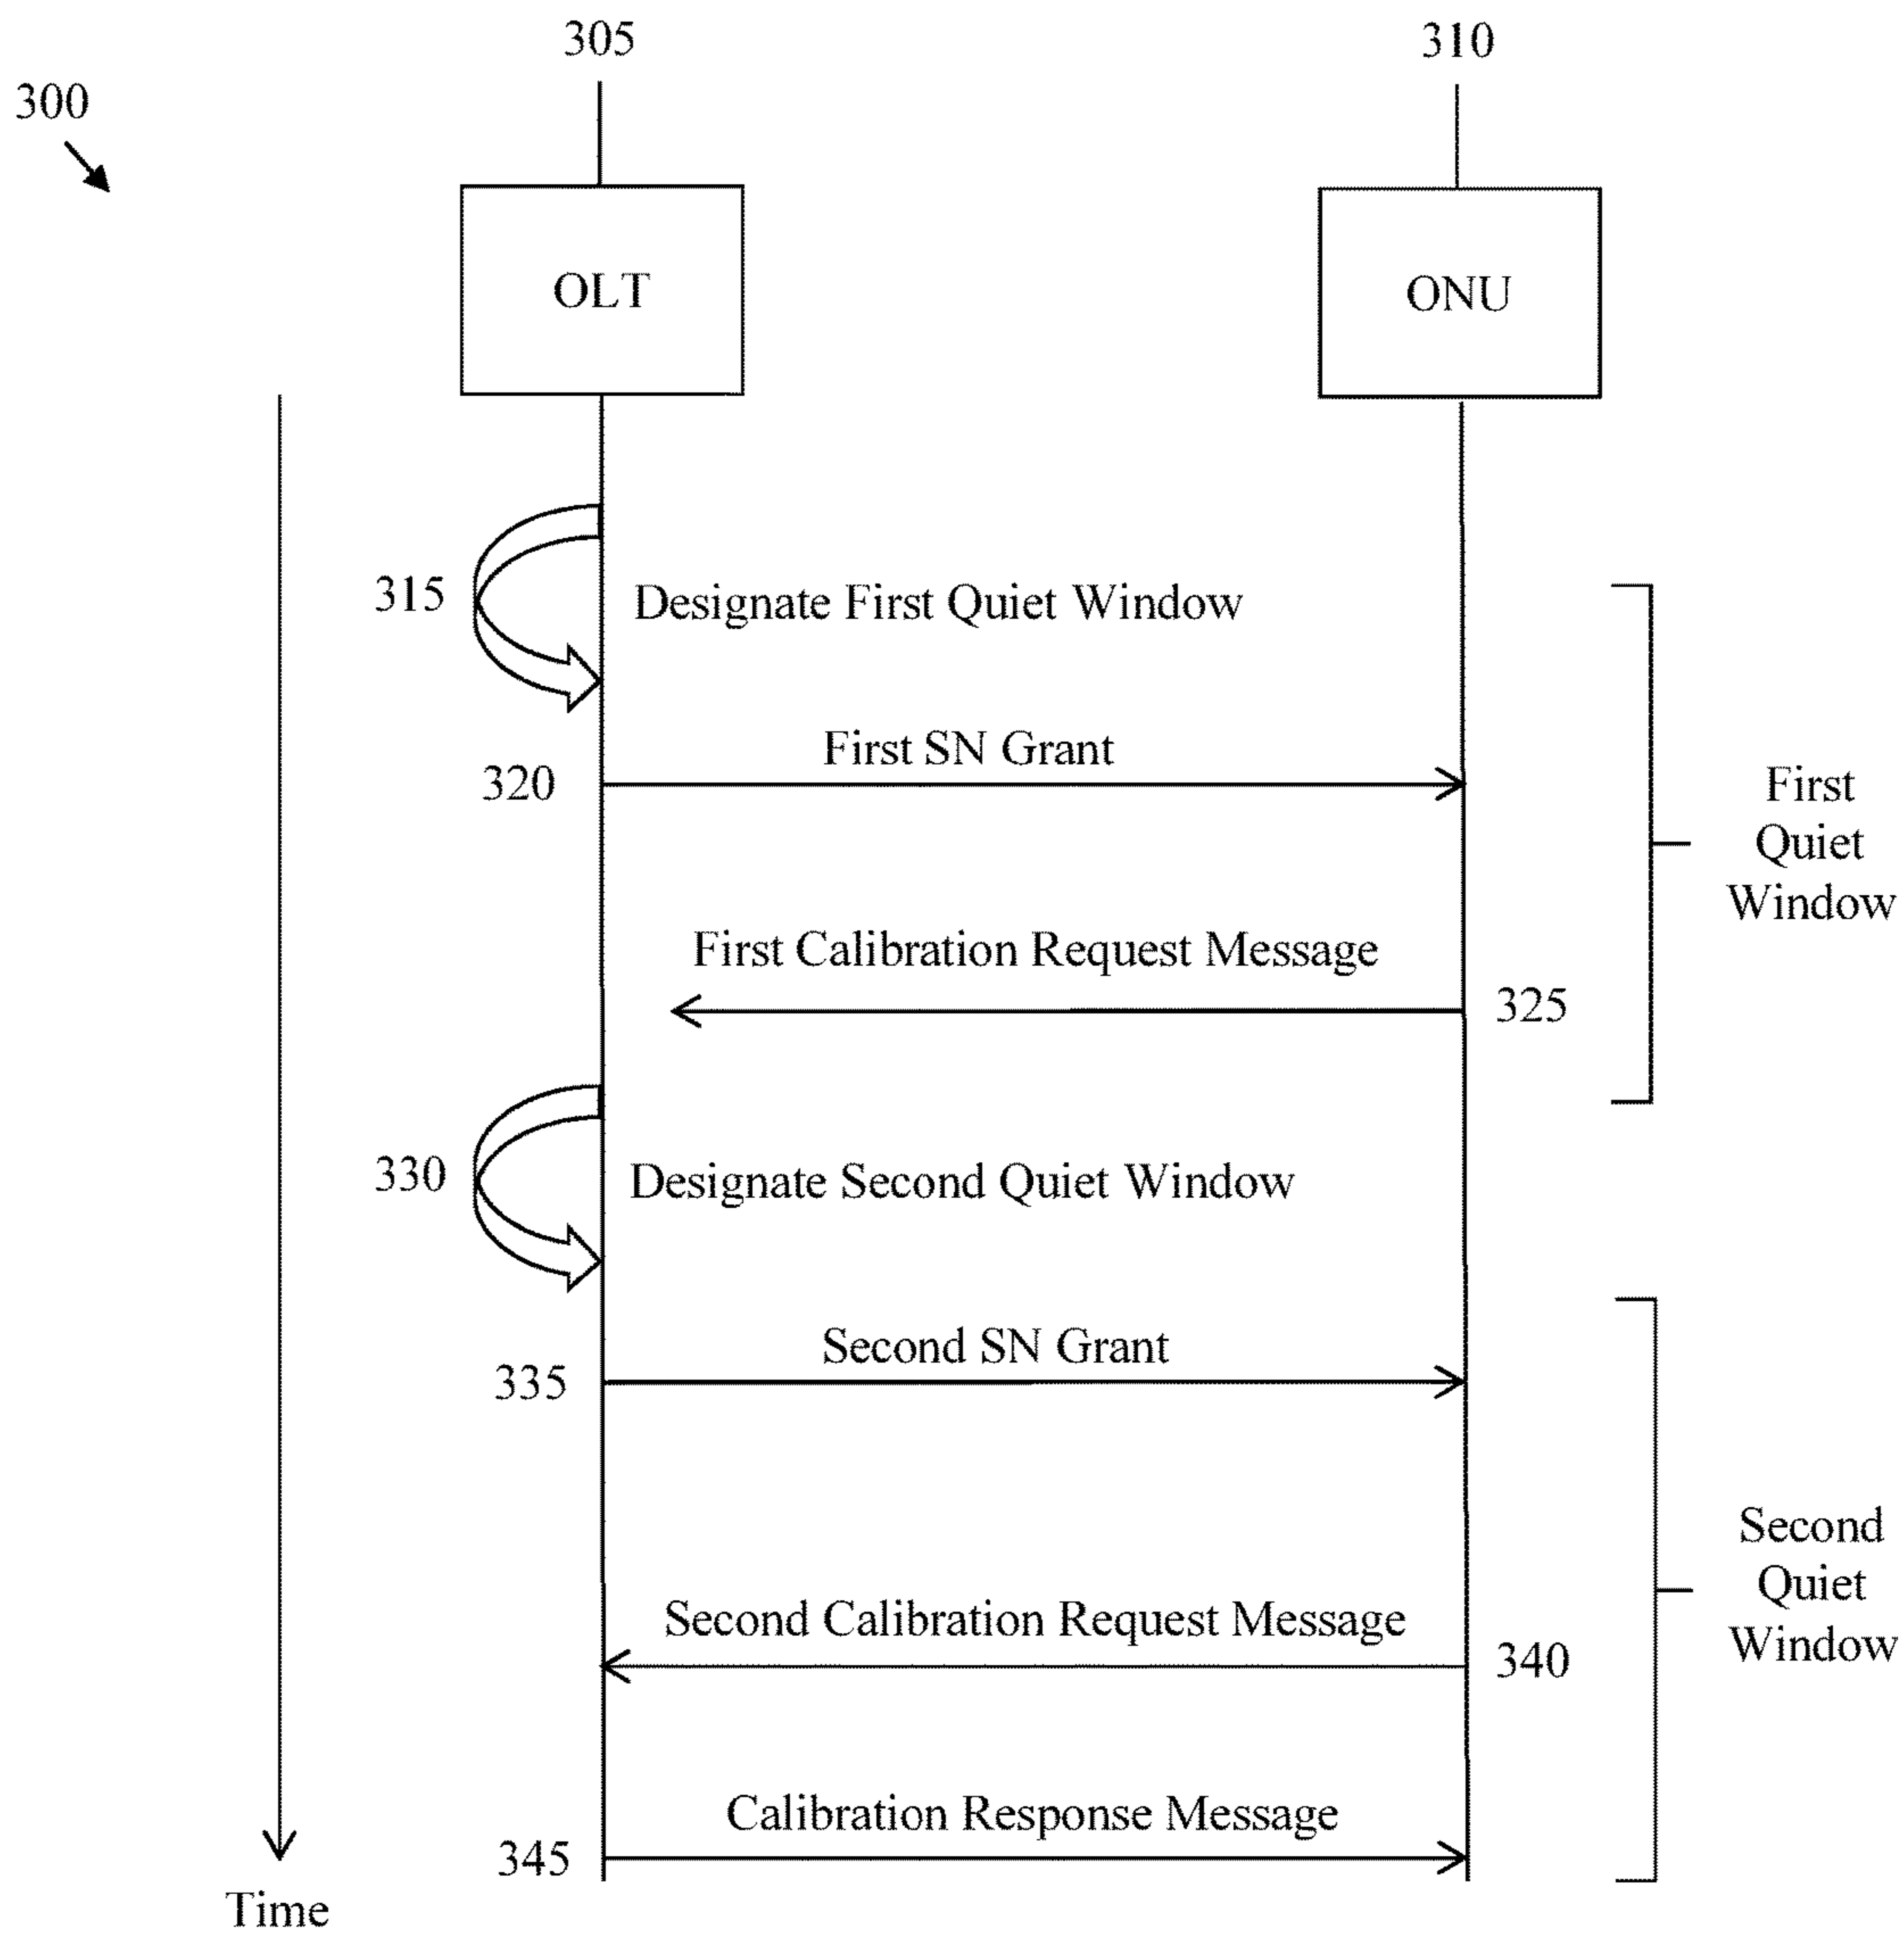 305
310
300
OLT
ONU
315
Designate First Quiet Window
First SN Grant
320
First
Quiet
Window
First Calibration Request Message
325
330
Designate Second Quiet Window
Second SN Grant
335
Second
Quiet
Window
Second Calibration Request Message
340
Calibration Response Message
345
Time